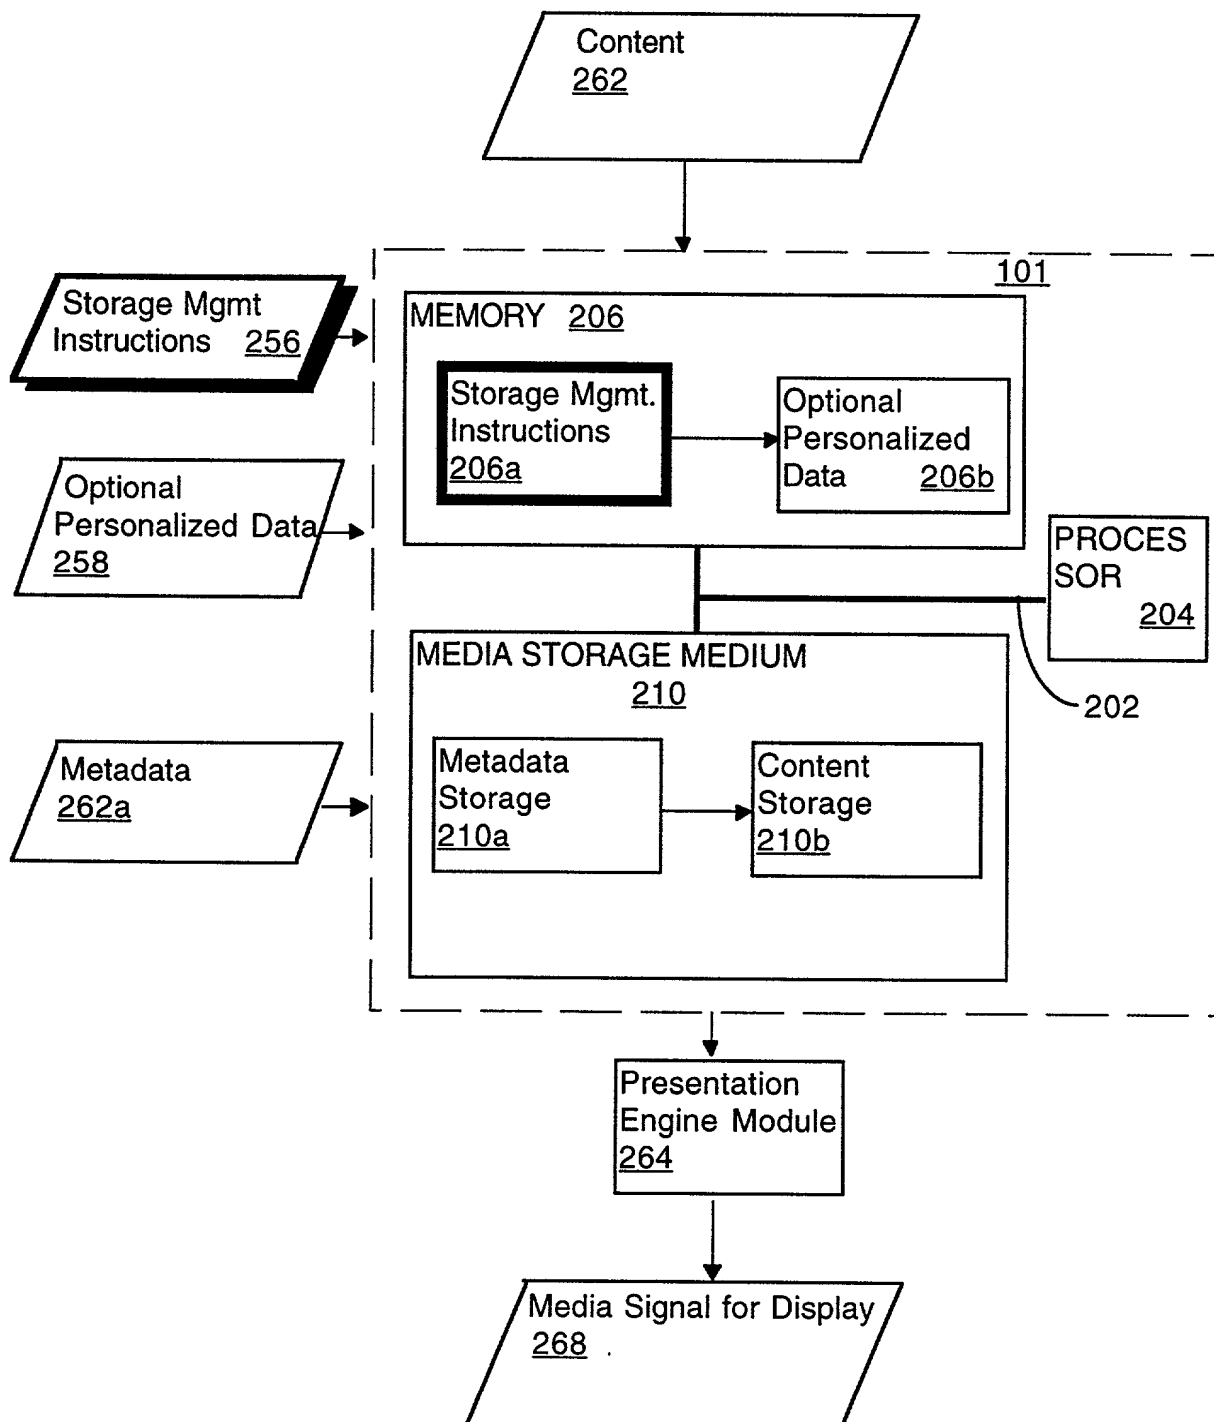 Content
262
101
Storage Mgmt
Instructions 256
MEMORY 206
Storage Mgmt.
Instructions
206a
Optional
Personalized
Data 206b
Optional
Personalized Data
258
PROCES
SOR
204
202
MEDIA STORAGE MEDIUM
210
Metadata
Storage
210a
Content
Storage
210b
Metadata
262a
Presentation
Engine Module
264
Media Signal for Display
268